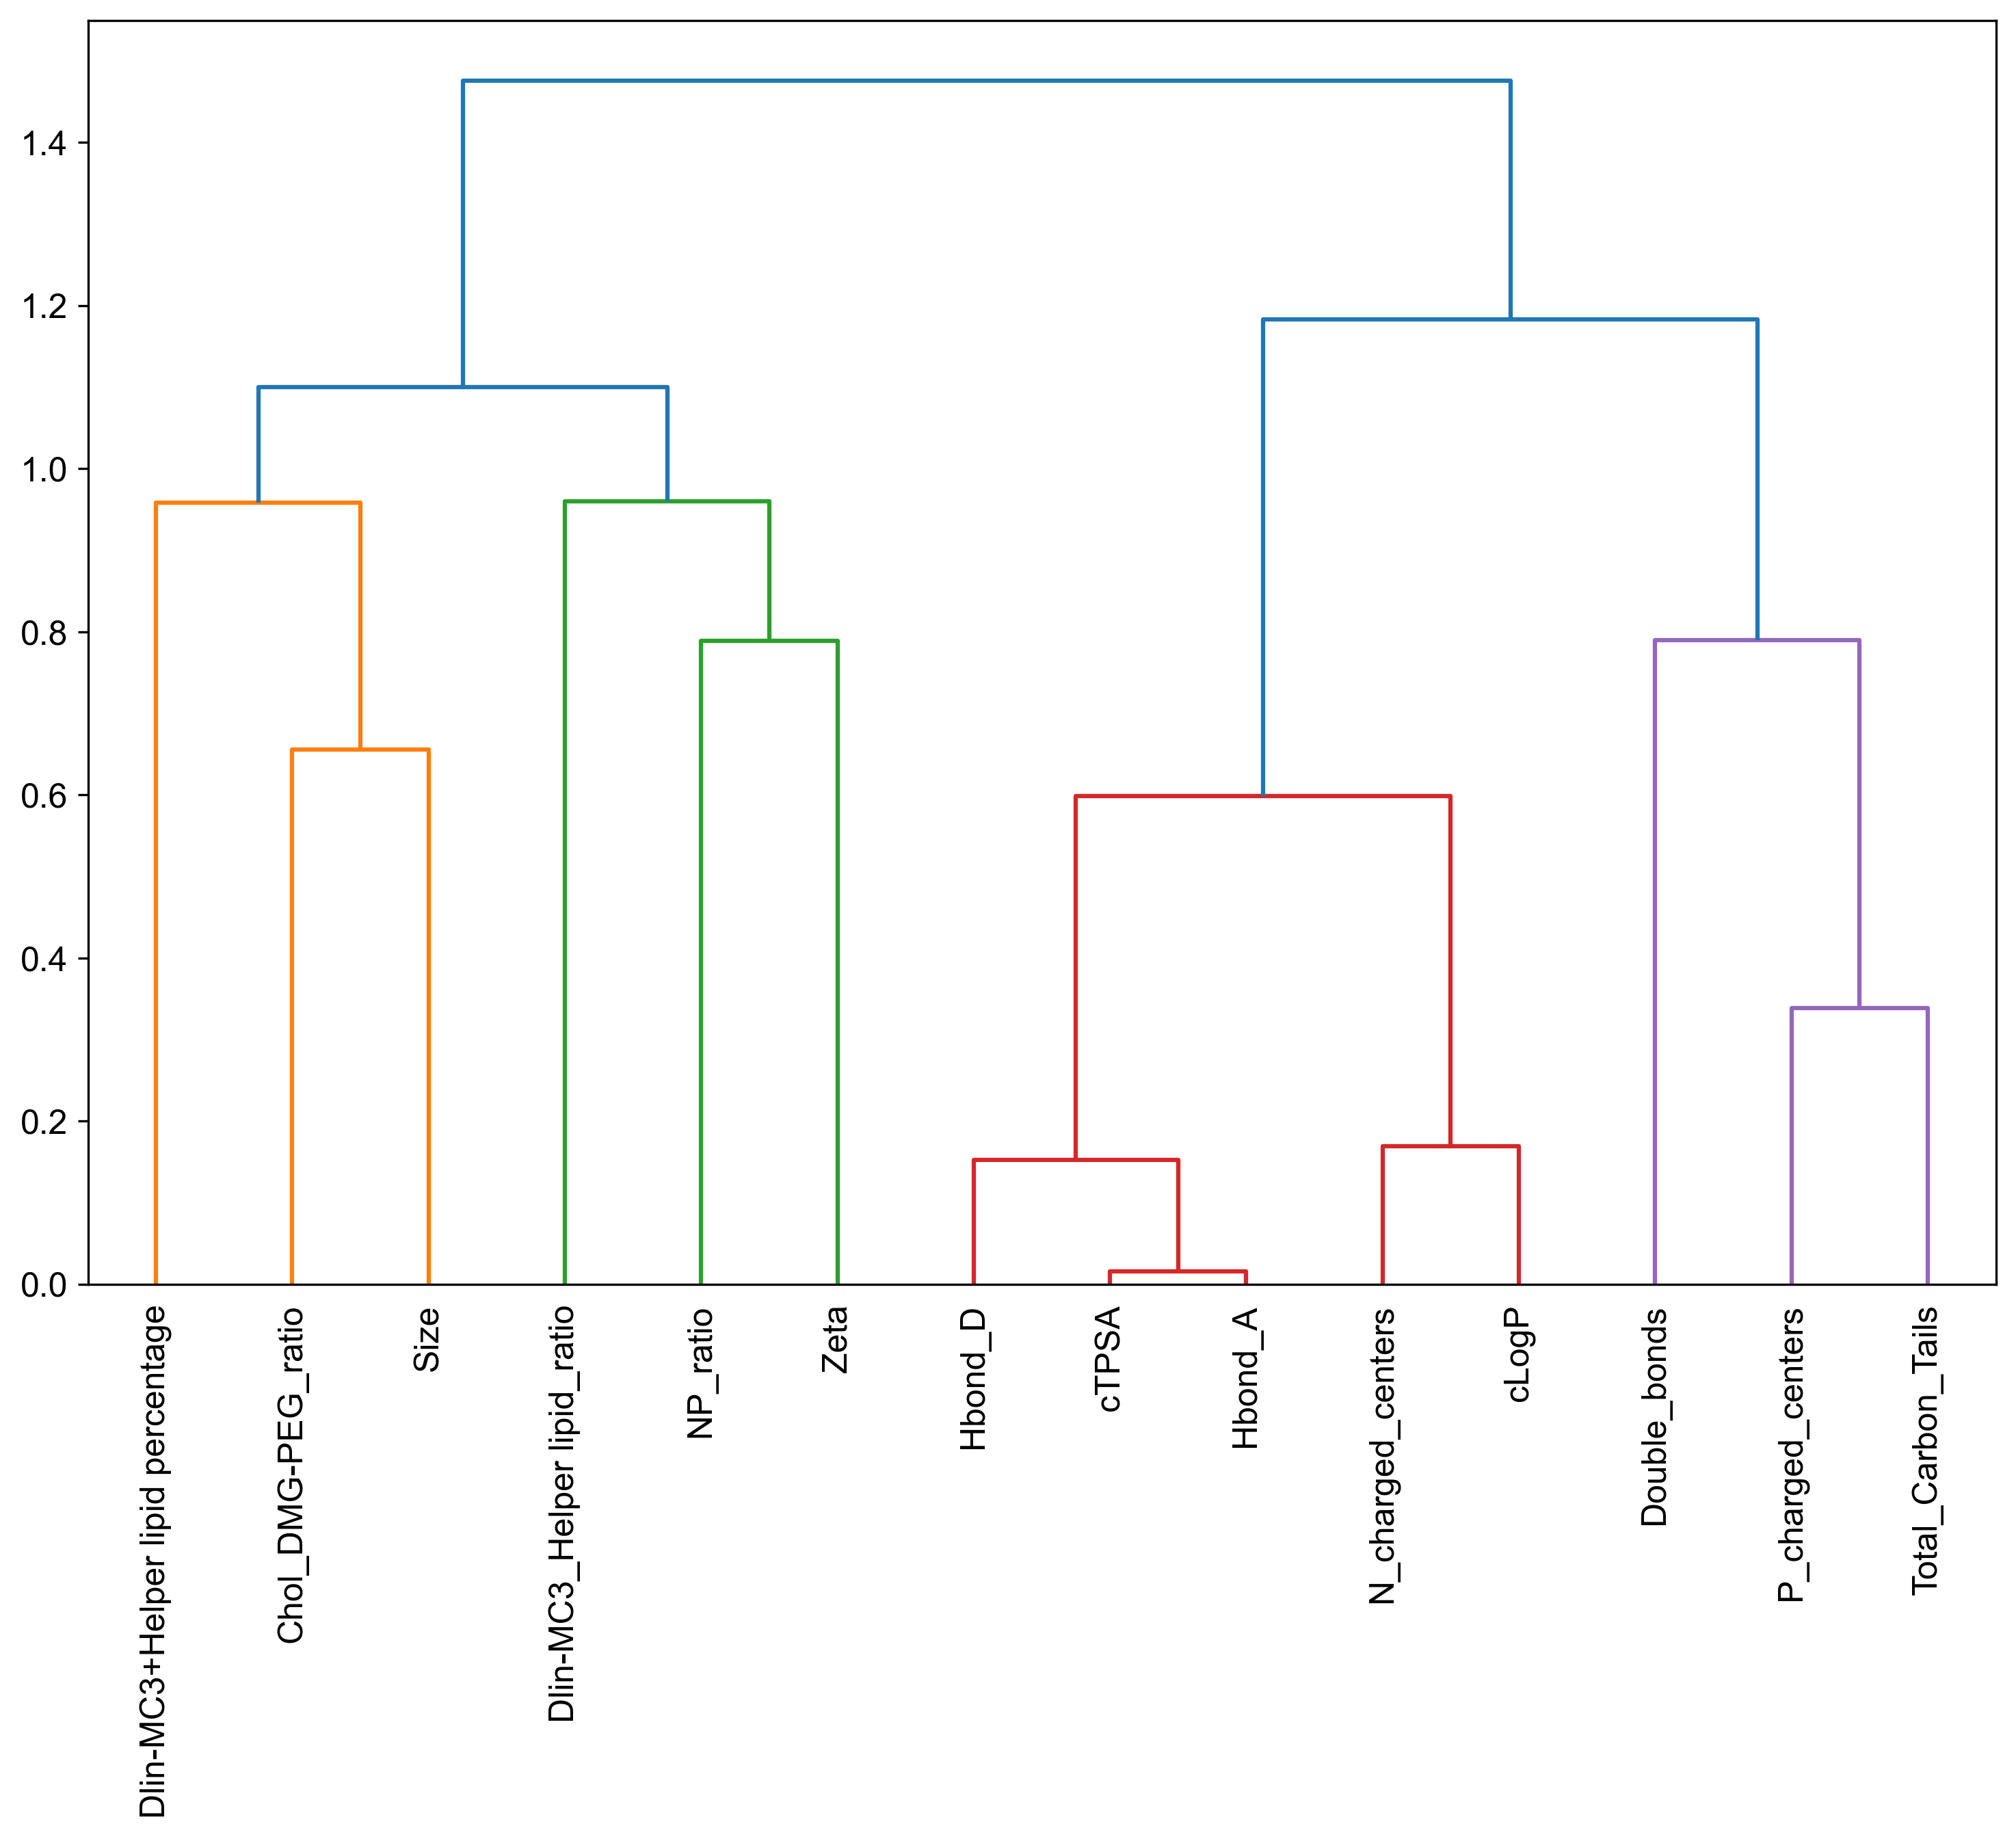 1.4
1.2
1.0
0.8
0.6
0.4
0.2
0.0
Dlin-MC3+Helper lipid percentage
Chol_DMG-PEG_ratio
Size
Dlin-MC3_Helper lipid_ratio
NP_ratio
Zeta
Hbond_D
cTPSA
Hbond_A
N_charged_centers
cLogP
Double_bonds
P_charged_centers
Total_Carbon_Tails